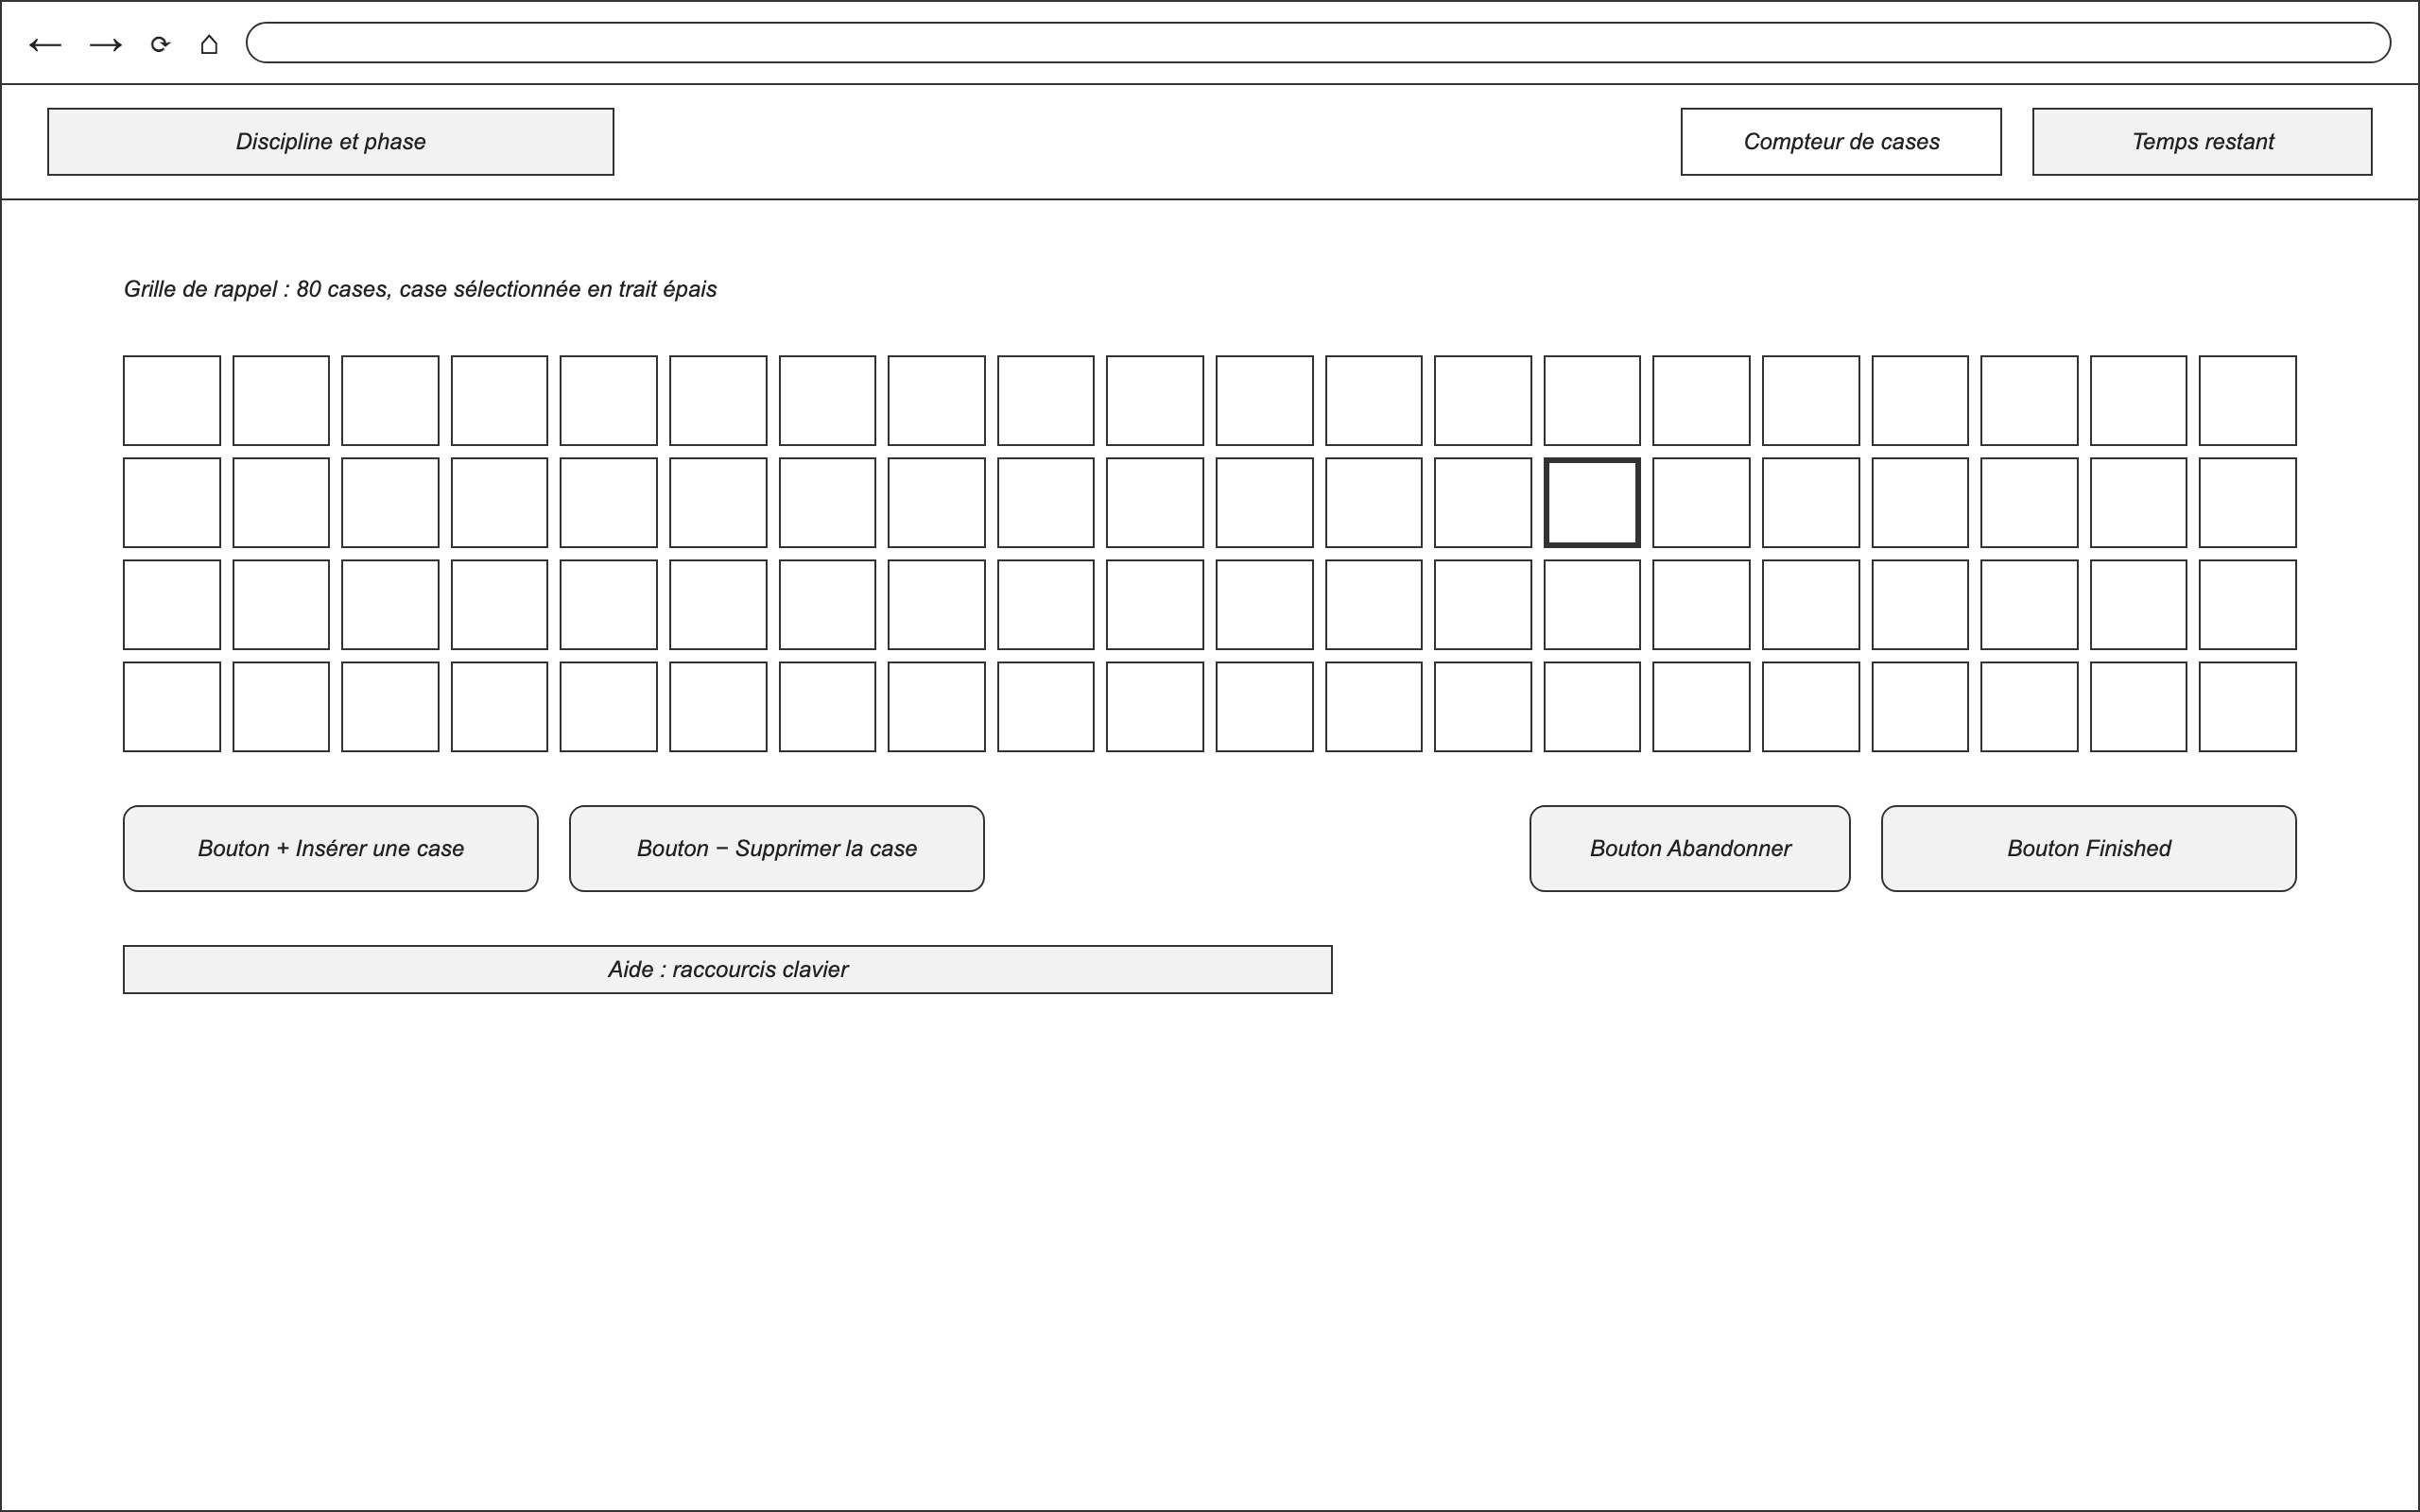 Discipline et phase
Compteur de cases
Temps restant
Grille de rappel : 80 cases, case sélectionnée en trait épais
Bouton + Insérer une case
Bouton − Supprimer la case
Bouton Abandonner
Bouton Finished
Aide : raccourcis clavier